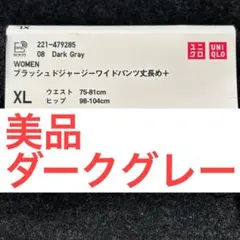 221-479285
08 Dark Gray
WOMEN
ブラッシュドジャージーワイドパンツ丈長め+
XL
ウエスト 75-81cm
ヒップ 98-104cm
ユニ
クロ
UNI
QLO
美品
ダークグレー